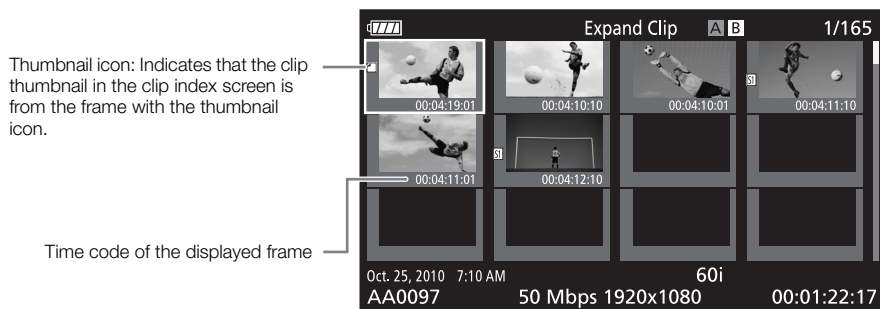 Expand Clip A B 1/165
Thumbnail icon: Indicates that the clip
thumbnail in the clip index screen is
from the frame with the thumbnail
icon.
00:04:19:01 00:04:10:10 00:04:10:01 S1 00:04:11:10
00:04:11:01 S1 00:04:12:10
Time code of the displayed frame
Oct. 25, 2010 7:10 AM 60i
AA0097 50 Mbps 1920x1080 00:01:22:17